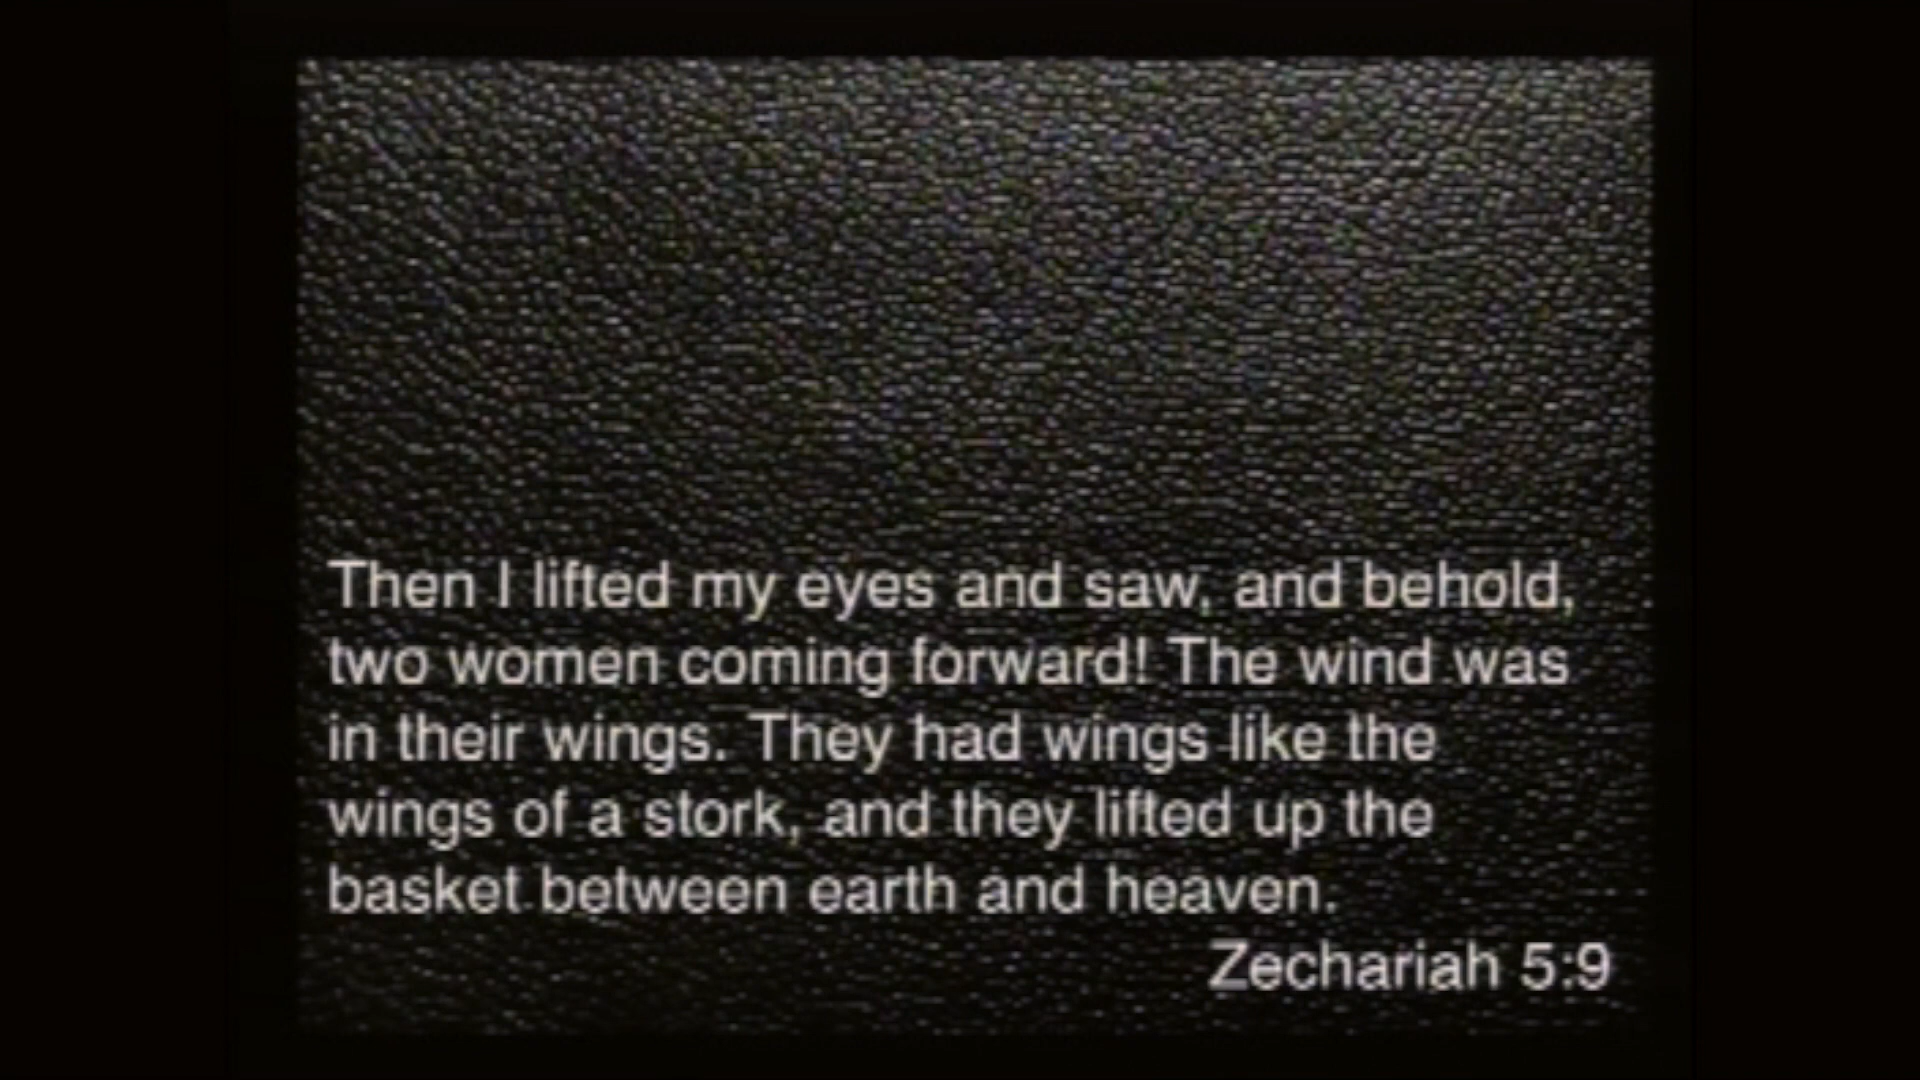 Then I lifted my eyes and saw, and behold,
two women coming forward! The wind was
in their wings. They had wings like the
wings of a stork, and they lifted up the
basket between earth and heaven.
Zechariah 5:9